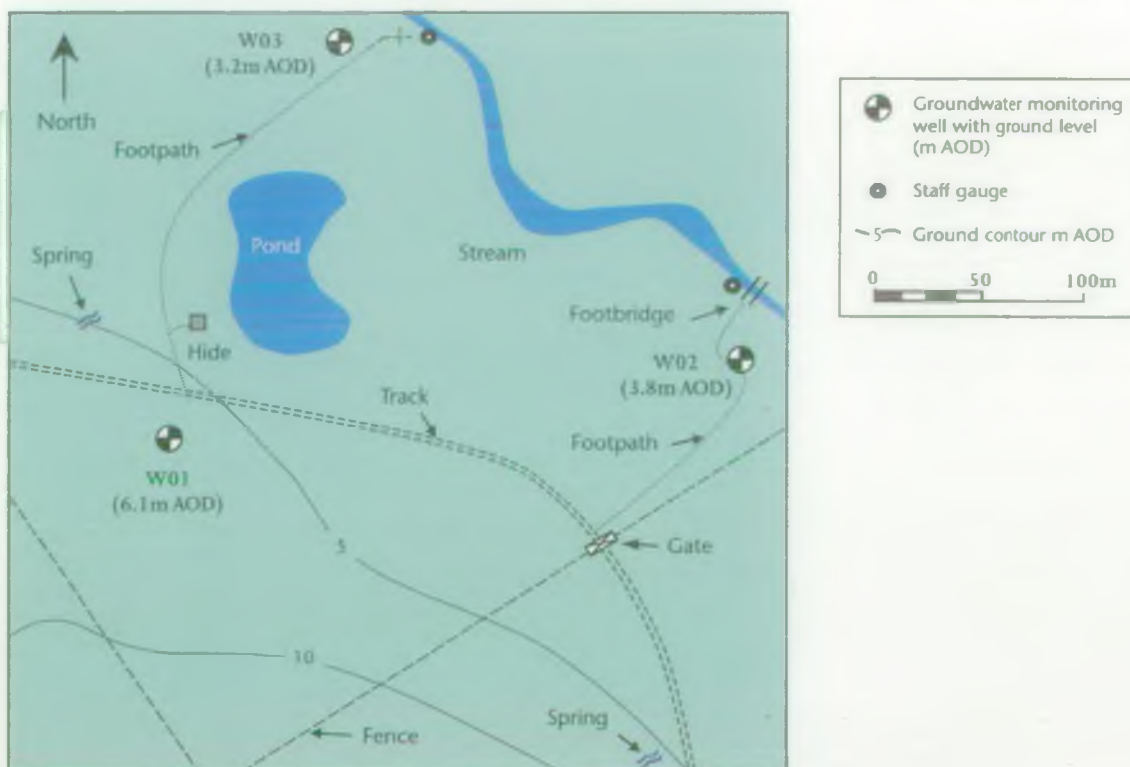 W03
(3.2m AOD)
North
Footpath
Pond
Spring
Stream
Hide
Footbridge
W02
(3.8m AOD)
Track
Footpath
W01
(6.1m AOD)
5
Gate
10
Spring
Fence
Groundwater monitoring
well with ground level
(m AOD)
Staff gauge
5
Ground contour m AOD
0 50 100m